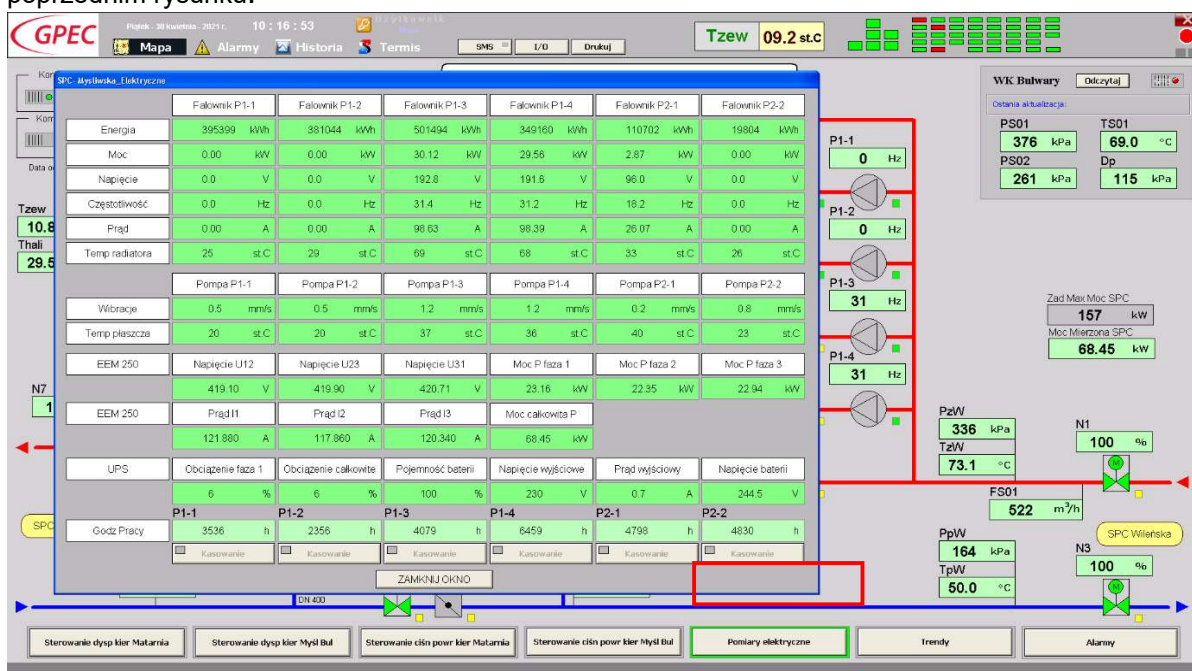 poprzednim rysunku.
GPEC
Piątek - 30 kwietnia - 2021 r. 10 : 16 : 53
Mapa Alarmy Historia Termis
SMS I/O Drukuj
Tzew 09.2 st.C
SPC- Myśliwska_Elektryczne
Falownik P1-1 Falownik P1-2 Falownik P1-3 Falownik P1-4 Falownik P2-1 Falownik P2-2
Energia 395399 kWh 381044 kWh 501494 kWh 349160 kWh 110702 kWh 19804 kWh
Moc 0.00 kW 0.00 kW 30.12 kW 29.56 kW 2.87 kW 0.00 kW
Napięcie 0.0 V 0.0 V 192.8 V 191.6 V 96.0 V 0.0 V
Częstotliwość 0.0 Hz 0.0 Hz 31.4 Hz 31.2 Hz 18.2 Hz 0.0 Hz
Prąd 0.00 A 0.00 A 98.63 A 98.39 A 26.07 A 0.00 A
Temp radiatora 25 st.C 29 st.C 69 st.C 68 st.C 33 st.C 26 st.C
Pompa P1-1 Pompa P1-2 Pompa P1-3 Pompa P1-4 Pompa P2-1 Pompa P2-2
Wibracje 0.5 mm/s 0.5 mm/s 1.2 mm/s 1.2 mm/s 0.2 mm/s 0.8 mm/s
Temp płaszcza 20 st.C 20 st.C 37 st.C 36 st.C 40 st.C 23 st.C
EEM 250 Napięcie U12 Napięcie U23 Napięcie U31 Moc P faza 1 Moc P faza 2 Moc P faza 3
419.10 V 419.90 V 420.71 V 23.16 kW 22.35 kW 22.94 kW
EEM 250 Prąd I1 Prąd I2 Prąd I3 Moc całkowita P
121.880 A 117.860 A 120.340 A 68.45 kW
UPS Obciązenie faza 1 Obciązenie całkowite Pojemność baterii Napięcie wyjściowe Prąd wyjściowy Napięcie baterii
6 % 6 % 100 % 230 V 0.7 A 244.5 V
P1-1 P1-2 P1-3 P1-4 P2-1 P2-2
Godz Pracy 3536 h 2356 h 4079 h 6459 h 4798 h 4830 h
Kasowanie Kasowanie Kasowanie Kasowanie Kasowanie Kasowanie
ZAMKNIJ OKNO
Tzew
10.8
Thali
29.5
N7
1
SPC
DN 400
P1-1
0 Hz
P1-2
0 Hz
P1-3
31 Hz
P1-4
31 Hz
WK Bulwary Odczytaj
Ostania aktualizacja:
PS01 TS01
376 kPa 69.0 °C
PS02 Dp
261 kPa 115 kPa
Zad Max Moc SPC
157 kW
Moc Mierzona SPC
68.45 kW
PzW
336 kPa
TzW
73.1 °C
N1
100 %
M
FS01
522 m³/h
SPC Wileńska
PpW
164 kPa
TpW
50.0 °C
N3
100 %
M
Sterowanie dysp kier Matarnia Sterowanie dysp kier Myśl Bul Sterowanie ciśn powr kier Matarnia Sterowanie ciśn powr kier Myśl Bul Pomiary elektryczne Trendy Alarmy